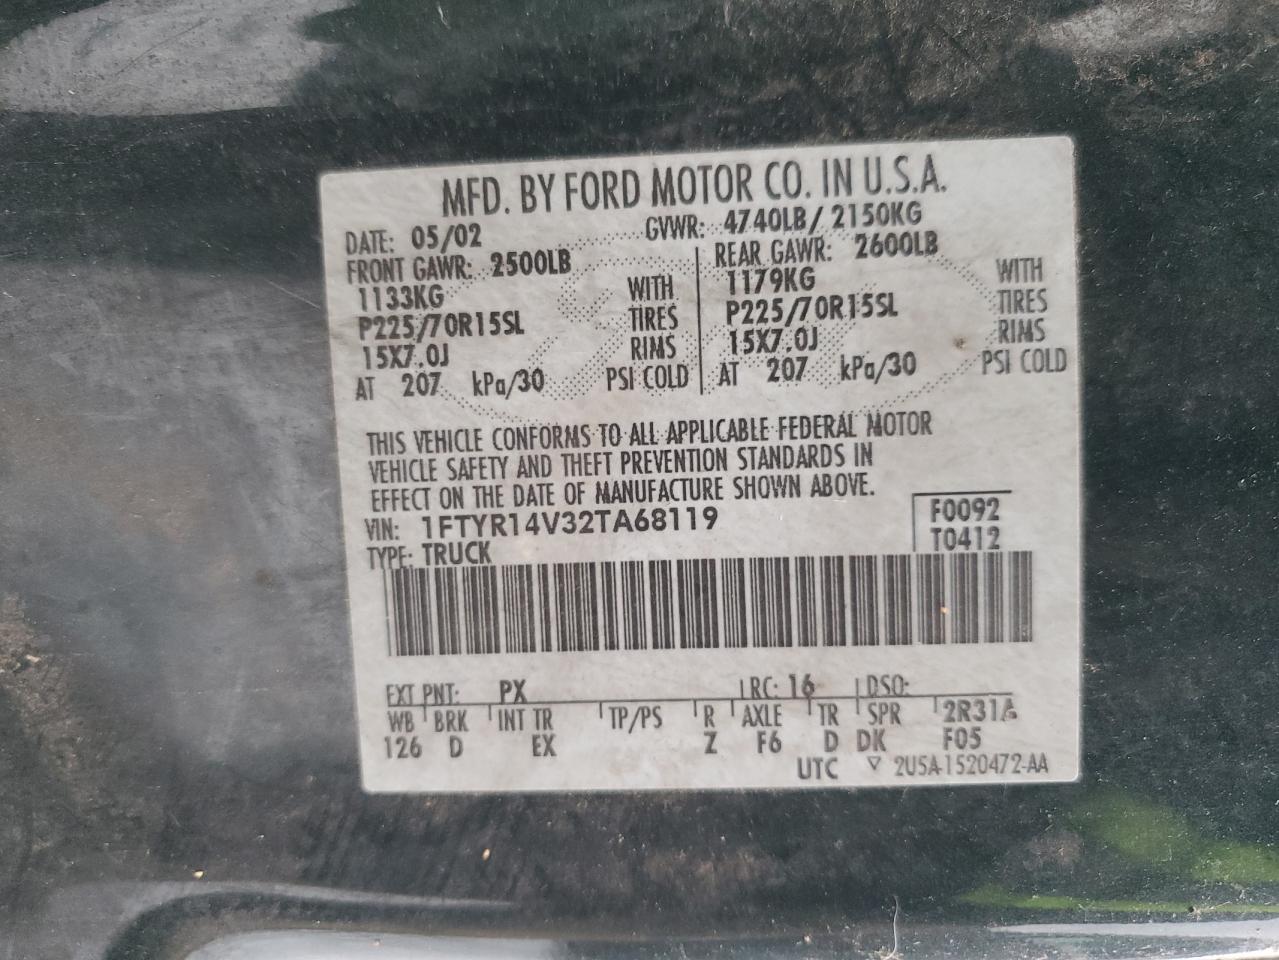 MFD. BY FORD MOTOR CO. IN U.S.A.
DATE: 05/02 GVWR: 4740LB/ 2150KG
FRONT GAWR: 2500LB REAR GAWR: 2600LB
1133KG WITH 1179KG WITH
P225/70R15SL TIRES P225/70R15SL TIRES
15X7.0J RIMS 15X7.0J RIMS
AT 207 kPa/30 PSI COLD AT 207 kPa/30 PSI COLD
THIS VEHICLE CONFORMS TO ALL APPLICABLE FEDERAL MOTOR
VEHICLE SAFETY AND THEFT PREVENTION STANDARDS IN
EFFECT ON THE DATE OF MANUFACTURE SHOWN ABOVE.
VIN: 1FTYR14V32TA68119 F0092
TYPE: TRUCK T0412
EXT PNT: PX RC: 16 DSO:
WB BRK INT TR TP/PS R AXLE TR SPR 2R31A
126 D EX Z F6 D DK F05
UTC ▽ 2U5A-1520472-AA